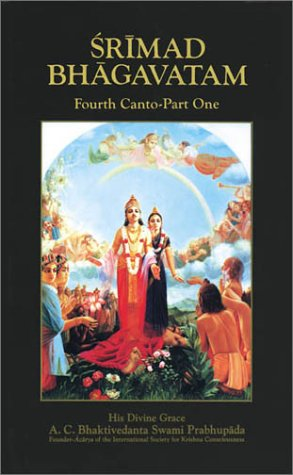 ŚRĪMAD
BHĀGAVATAM
Fourth Canto-Part One
His Divine Grace
A. C. Bhaktivedanta Swami Prabhupāda
Founder-Ācārya of the International Society for Krishna Consciousness